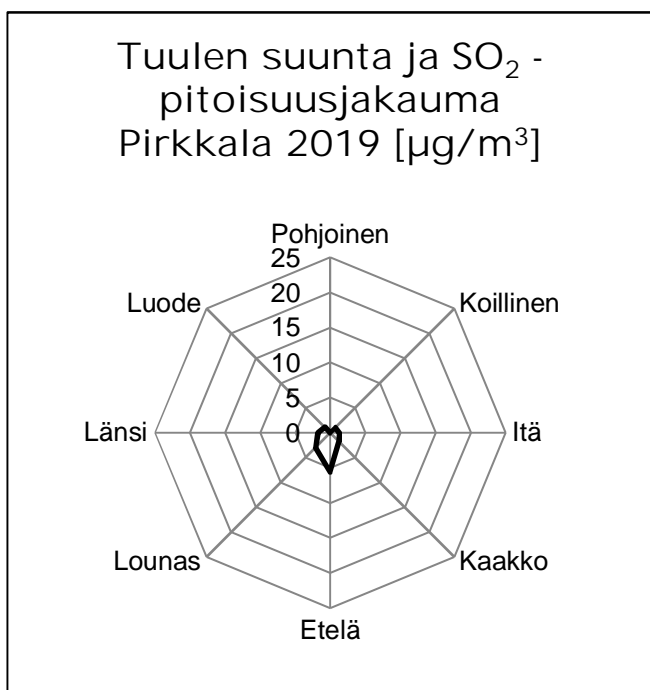 Tuulen suunta ja SO₂ -
pitoisuusjakauma
Pirkkala 2019 [µg/m³]
Pohjoinen
25
Luode
20
Koillinen
15
10
5
Länsi
0
Itä
Lounas
Kaakko
Etelä